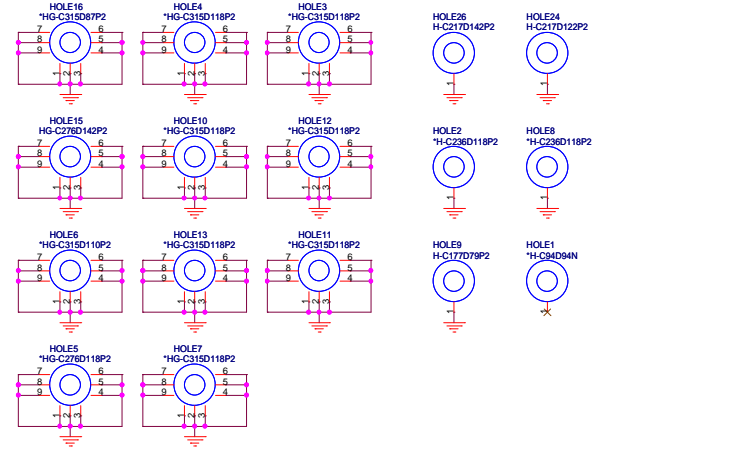 HOLE16
*HG-C315D87P2
7 6
8 5
9 4
1 2 3
HOLE4
*HG-C315D118P2
7 6
8 5
9 4
1 2 3
HOLE3
*HG-C315D118P2
7 6
8 5
9 4
1 2 3
HOLE26
H-C217D142P2
1
HOLE24
H-C217D122P2
1
HOLE15
HG-C276D142P2
7 6
8 5
9 4
1 2 3
HOLE10
*HG-C315D118P2
7 6
8 5
9 4
1 2 3
HOLE12
*HG-C315D118P2
7 6
8 5
9 4
1 2 3
HOLE2
*H-C236D118P2
1
HOLE8
*H-C236D118P2
1
HOLE6
*HG-C315D110P2
7 6
8 5
9 4
1 2 3
HOLE13
*HG-C315D118P2
7 6
8 5
9 4
1 2 3
HOLE11
*HG-C315D118P2
7 6
8 5
9 4
1 2 3
HOLE9
H-C177D79P2
1
HOLE1
*H-C94D94N
1
HOLE5
*HG-C276D118P2
7 6
8 5
9 4
1 2 3
HOLE7
*HG-C315D118P2
7 6
8 5
9 4
1 2 3